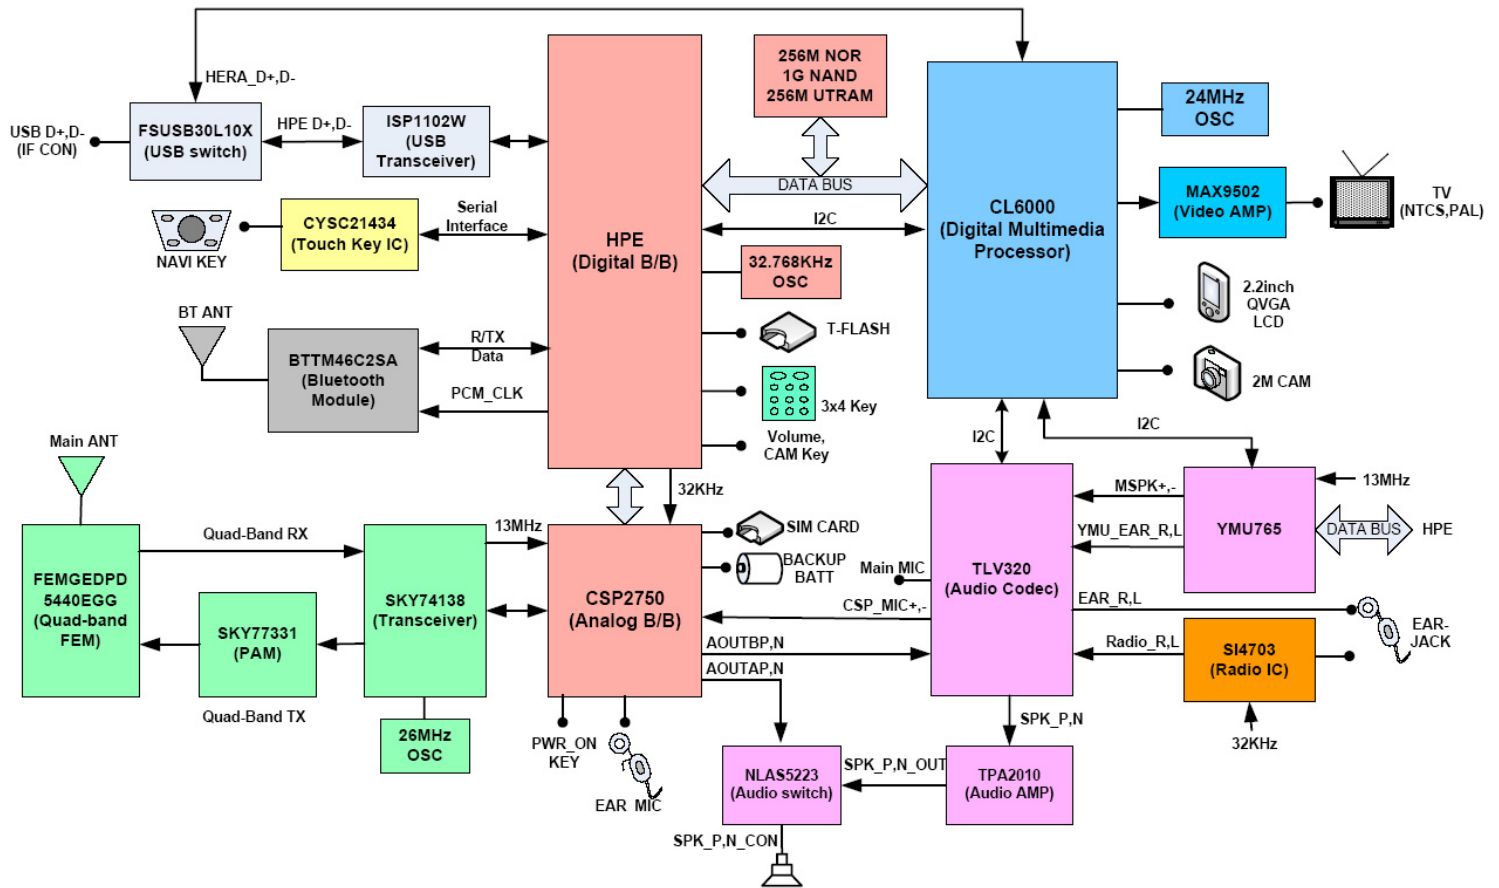 HERA_D+,D-
USB D+,D-
(IF CON)
FSUSB30L10X
(USB switch)
HPE D+,D-
ISP1102W
(USB
Transceiver)
NAVI KEY
CYSC21434
(Touch Key IC)
Serial
Interface
BT ANT
BTTM46C2SA
(Bluetooth
Module)
R/TX
Data
PCM_CLK
HPE
(Digital B/B)
256M NOR
1G NAND
256M UTRAM
DATA BUS
I2C
32.768KHz
OSC
T-FLASH
3x4 Key
Volume,
CAM Key
CL6000
(Digital Multimedia
Processor)
24MHz
OSC
MAX9502
(Video AMP)
TV
(NTCS,PAL)
2.2inch
QVGA
LCD
2M CAM
I2C
I2C
Main ANT
FEMGEDPD
5440EGG
(Quad-band
FEM)
Quad-Band RX
SKY77331
(PAM)
Quad-Band TX
SKY74138
(Transceiver)
26MHz
OSC
13MHz
32KHz
CSP2750
(Analog B/B)
SIM CARD
BACKUP
BATT
PWR_ON
KEY
EAR MIC
Main MIC
CSP_MIC+,-
AOUTBP,N
AOUTAP,N
TLV320
(Audio Codec)
MSPK+,-
YMU_EAR_R,L
YMU765
13MHz
DATA BUS
HPE
EAR_R,L
EAR-
JACK
Radio_R,L
SI4703
(Radio IC)
32KHz
SPK_P,N
NLAS5223
(Audio switch)
SPK_P,N_OUT
TPA2010
(Audio AMP)
SPK_P,N_CON